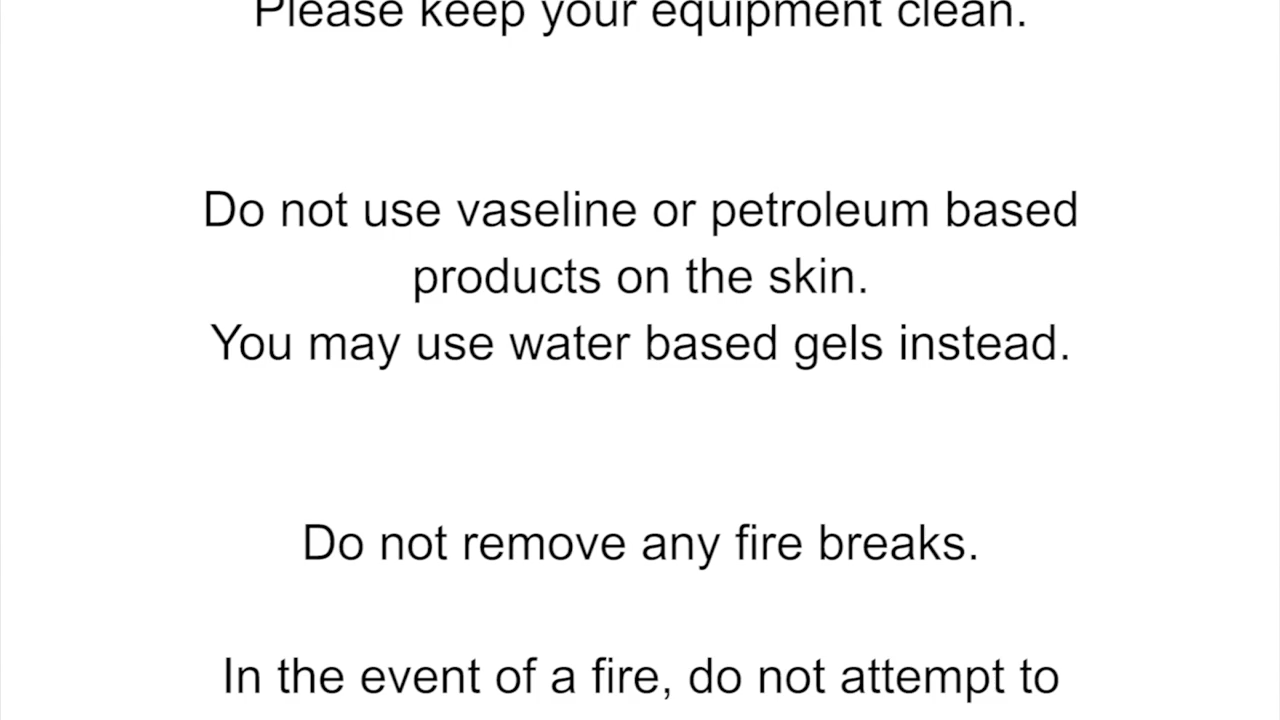 Please keep your equipment clean.
Do not use vaseline or petroleum based
products on the skin.
You may use water based gels instead.
Do not remove any fire breaks.
In the event of a fire, do not attempt to